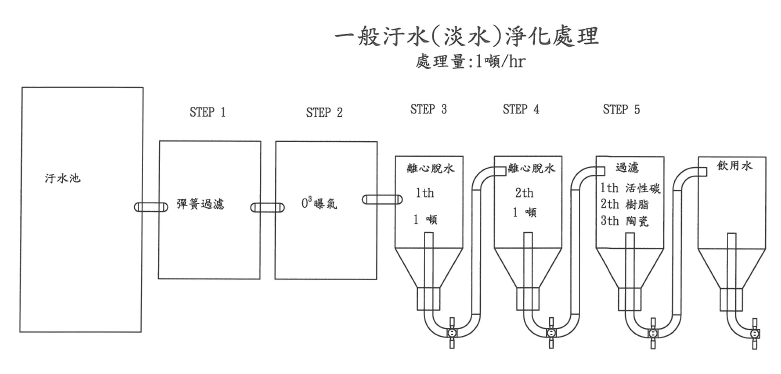 一般汙水(淡水)淨化處理
處理量:1噸/hr
STEP 1
STEP 2
STEP 3
STEP 4
STEP 5
汙水池
彈簧過濾
O³曝氣
離心脫水
1th
1 噸
離心脫水
2th
1 噸
過濾
1th 活性碳
2th 樹脂
3th 陶瓷
飲用水